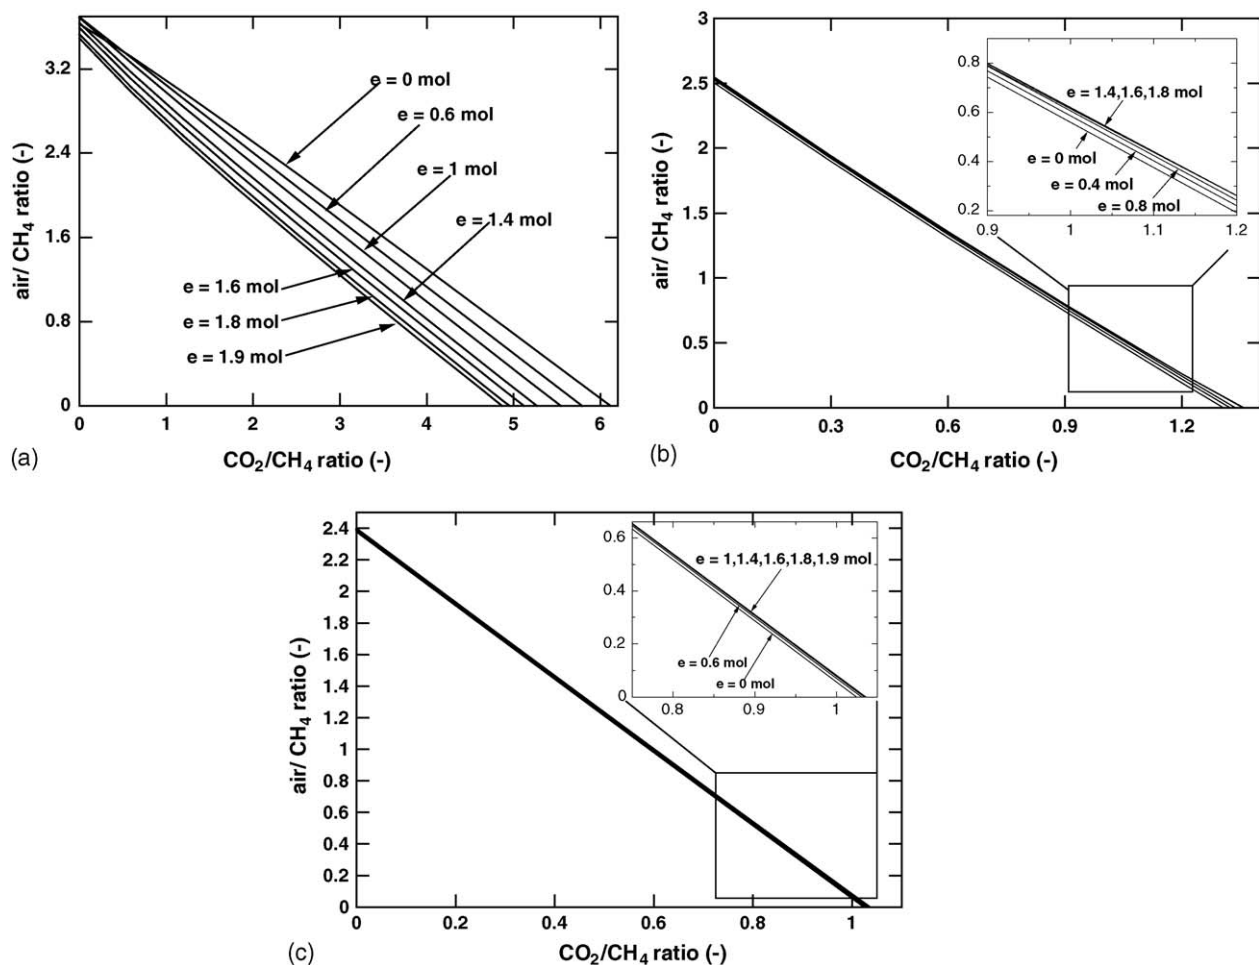 3.2
2.4
1.6
0.8
0
air/ CH4 ratio (-)
e = 0 mol
e = 0.6 mol
e = 1 mol
e = 1.4 mol
e = 1.6 mol
e = 1.8 mol
e = 1.9 mol
0 1 2 3 4 5 6
CO2/CH4 ratio (-)
(a)
3
2.5
2
1.5
1
0.5
0
air/ CH4 ratio (-)
0.8
0.6
0.4
0.2
e = 1.4,1.6,1.8 mol
e = 0 mol
e = 0.4 mol
e = 0.8 mol
0.9 1 1.1 1.2
0 0.3 0.6 0.9 1.2
CO2/CH4 ratio (-)
(b)
2.4
2.2
2
1.8
1.6
1.4
1.2
1
0.8
0.6
0.4
0.2
0
air/ CH4 ratio (-)
0.6
0.4
0.2
0
e = 1,1.4,1.6,1.8,1.9 mol
e = 0.6 mol
e = 0 mol
0.8 0.9 1
0 0.2 0.4 0.6 0.8 1
CO2/CH4 ratio (-)
(c)